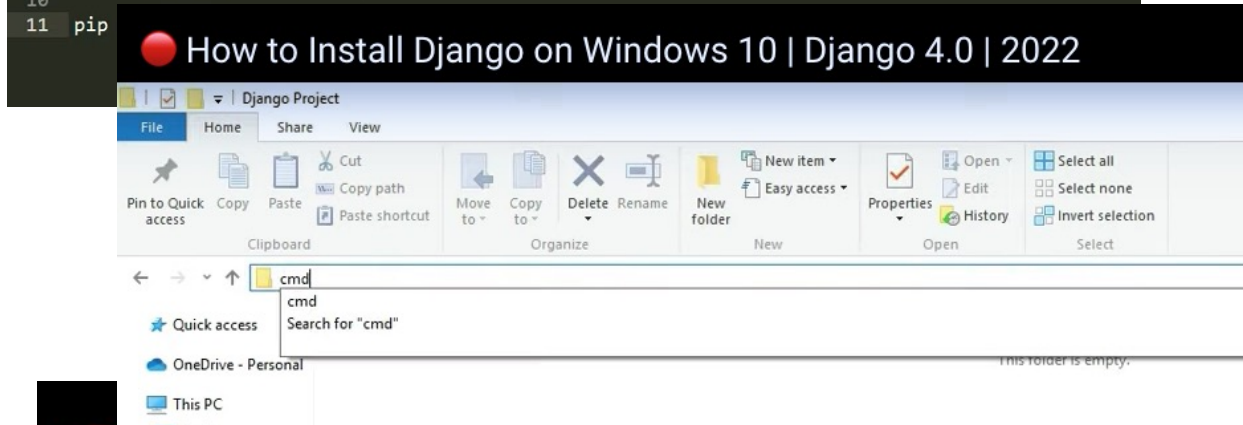 10
11 pip
🔴 How to Install Django on Windows 10 | Django 4.0 | 2022
Django Project
File Home Share View
Pin to Quick access
Copy
Paste
Cut
Copy path
Paste shortcut
Move to
Copy to
Delete
Rename
New folder
New item
Easy access
Properties
Open
Edit
History
Select all
Select none
Invert selection
Clipboard Organize New Open Select
cmd
cmd
Search for "cmd"
Quick access
OneDrive - Personal
This folder is empty.
This PC